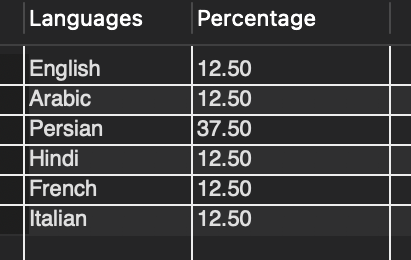 Languages Percentage
English 12.50
Arabic 12.50
Persian 37.50
Hindi 12.50
French 12.50
Italian 12.50